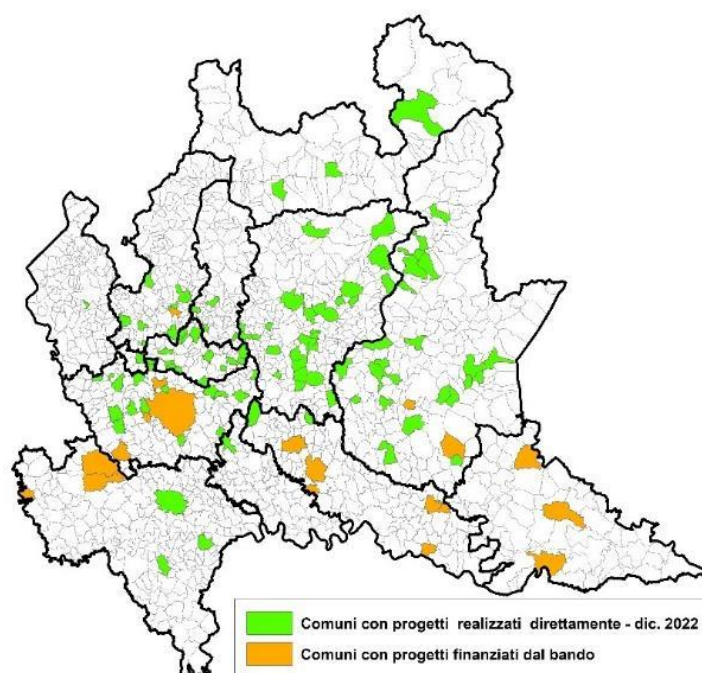 Comuni con progetti realizzati direttamente - dic. 2022
Comuni con progetti finanziati dal bando